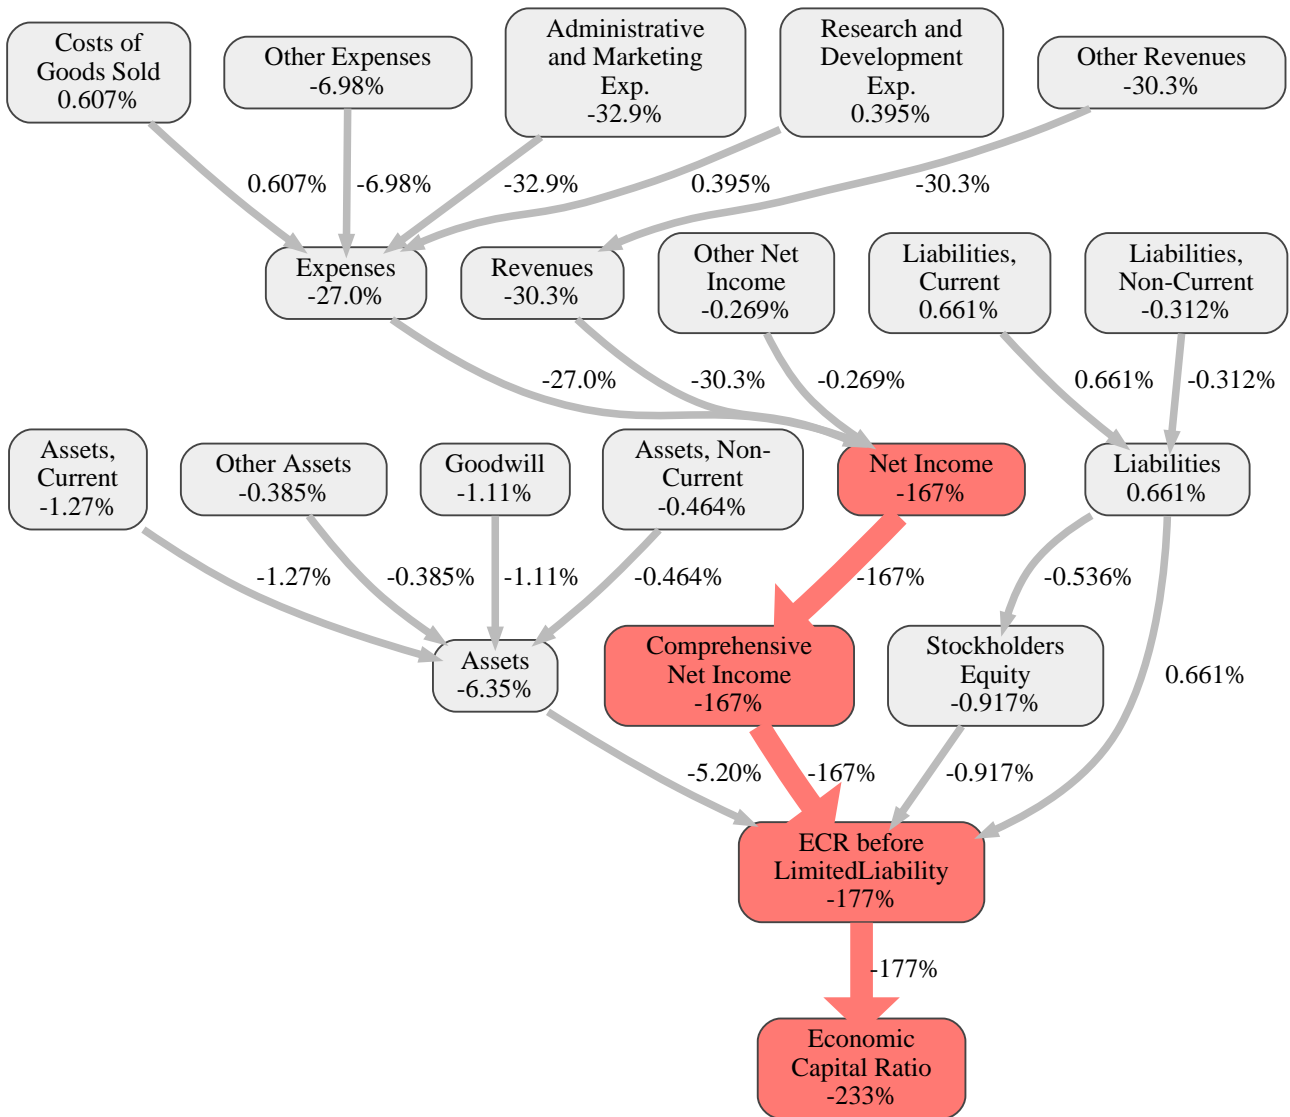 Costs of
Goods Sold
0.607%
Other Expenses
-6.98%
Administrative
and Marketing
Exp.
-32.9%
Research and
Development
Exp.
0.395%
Other Revenues
-30.3%
0.607%
-6.98%
-32.9%
0.395%
-30.3%
Expenses
-27.0%
Revenues
-30.3%
Other Net
Income
-0.269%
Liabilities,
Current
0.661%
Liabilities,
Non-Current
-0.312%
-27.0%
-30.3%
-0.269%
0.661%
-0.312%
Assets,
Current
-1.27%
Other Assets
-0.385%
Goodwill
-1.11%
Assets, Non-
Current
-0.464%
Net Income
-167%
Liabilities
0.661%
-1.27%
-0.385%
-1.11%
-0.464%
-167%
-0.536%
Assets
-6.35%
Comprehensive
Net Income
-167%
Stockholders
Equity
-0.917%
0.661%
-5.20%
-167%
-0.917%
ECR before
LimitedLiability
-177%
-177%
Economic
Capital Ratio
-233%